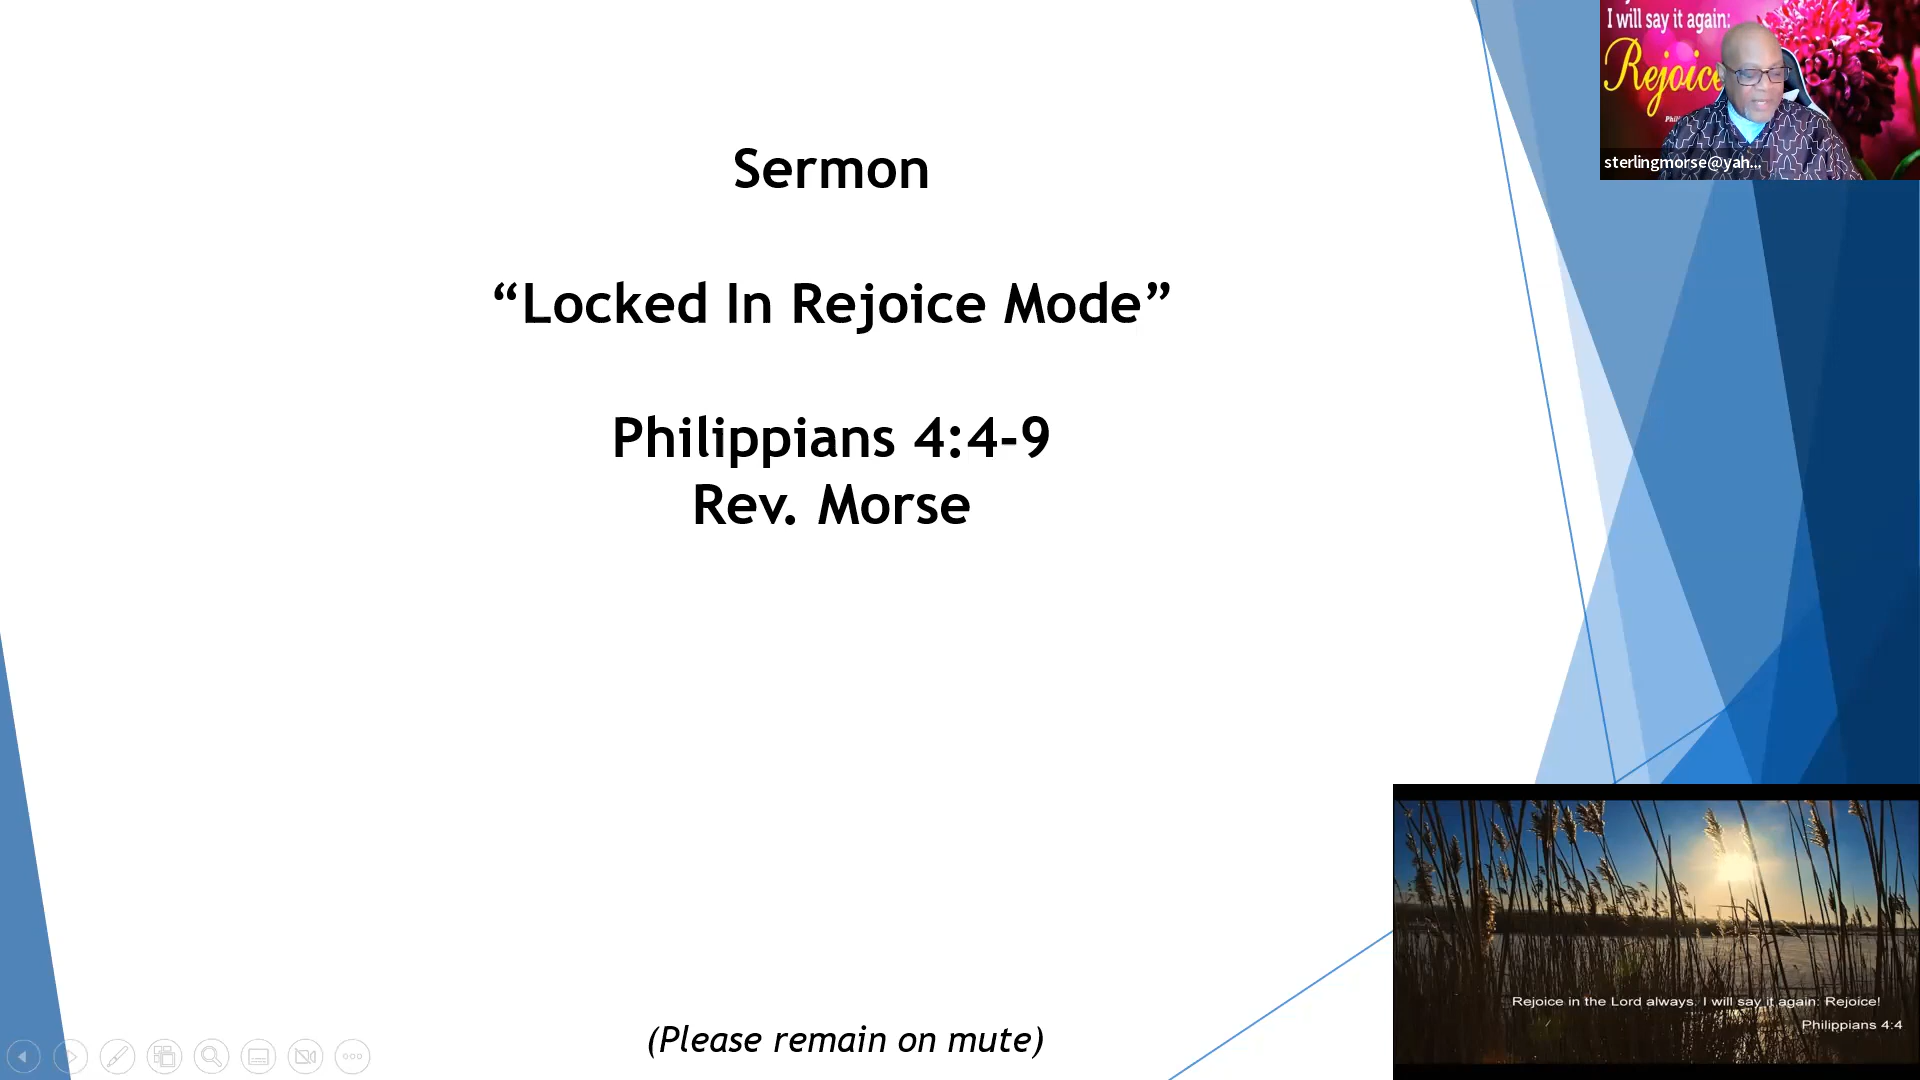 Sermon
“Locked In Rejoice Mode”
Philippians 4:4-9
Rev. Morse
(Please remain on mute)
I will say it again:
Rejoice
sterlingmorse@yah...
Rejoice in the Lord always. I will say it again: Rejoice!
Philippians 4:4